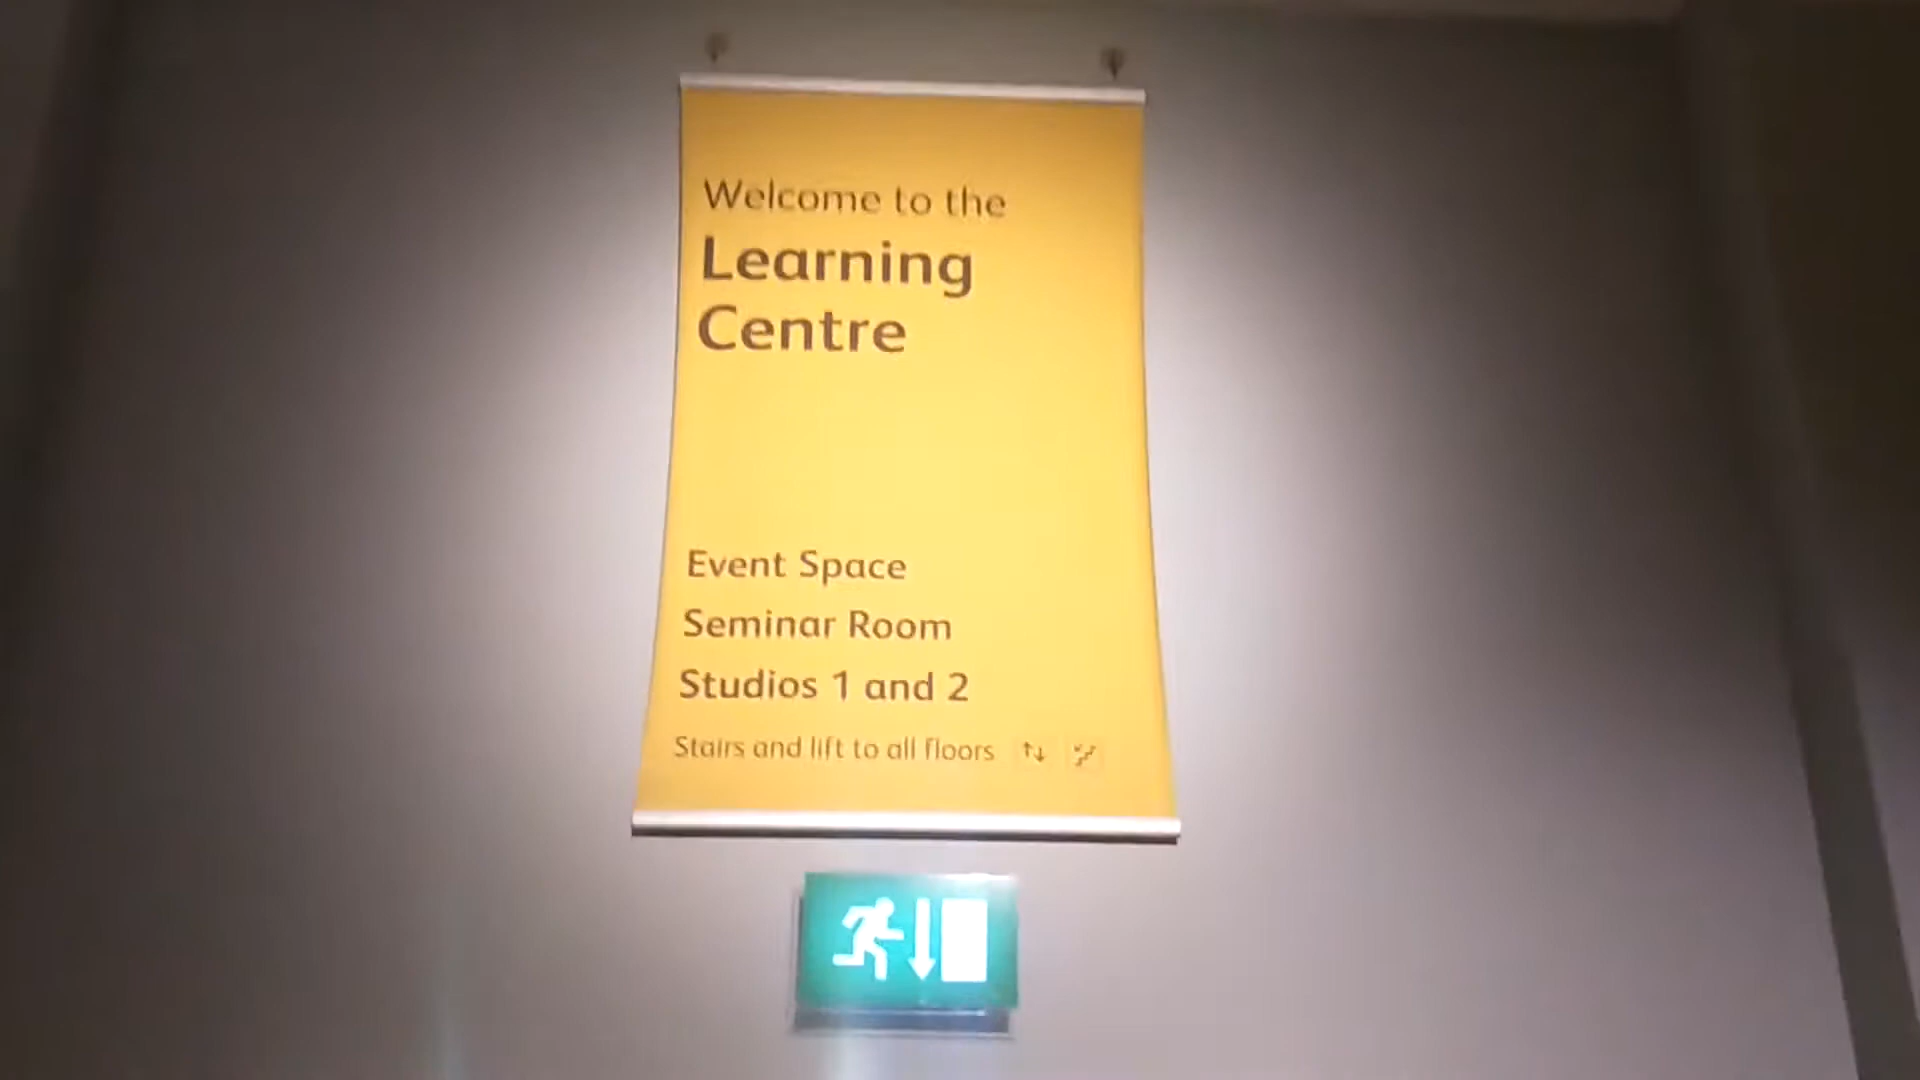 Welcome to the
Learning
Centre
Event Space
Seminar Room
Studios 1 and 2
Stairs and lift to all floors